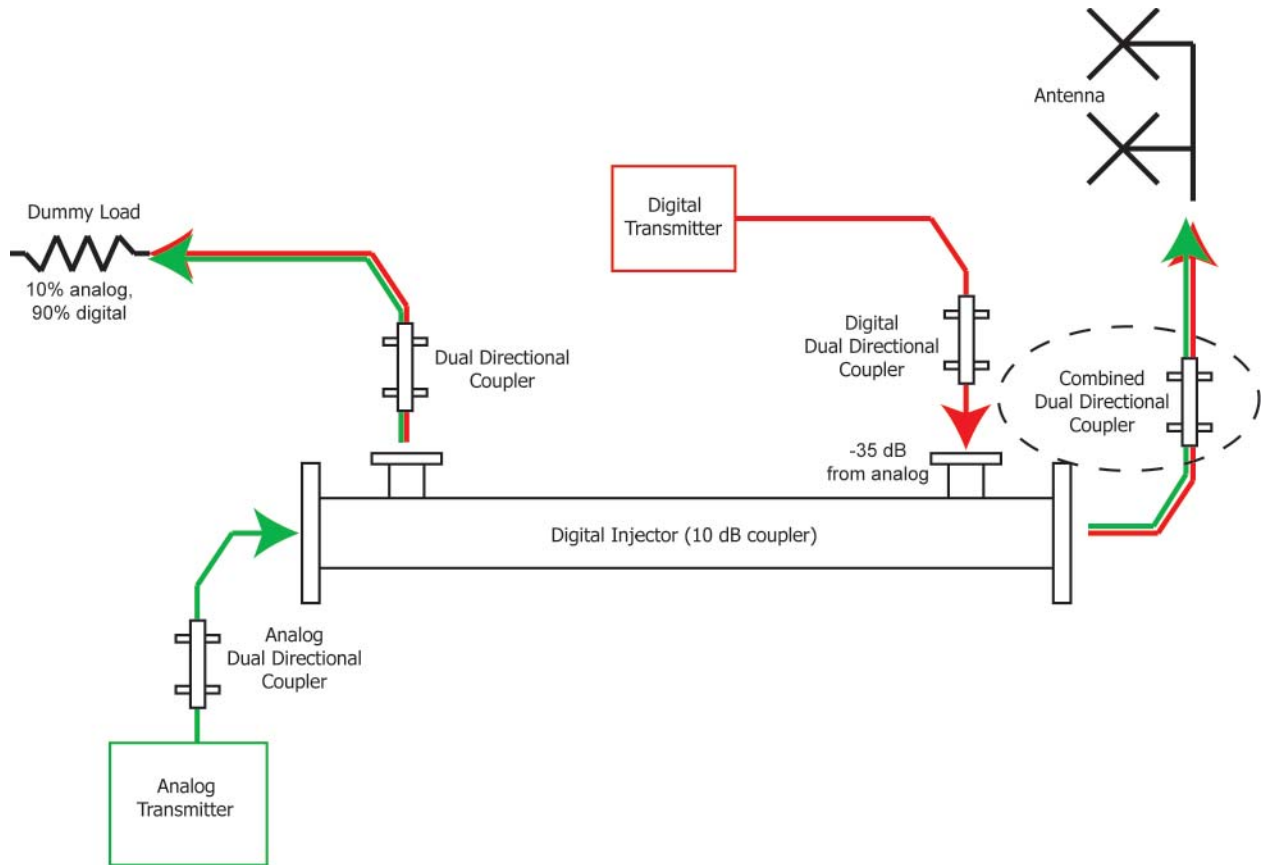 Antenna
Dummy Load
10% analog,
90% digital
Digital
Transmitter
Dual Directional
Coupler
Digital
Dual Directional
Coupler
Combined
Dual Directional
Coupler
-35 dB
from analog
Digital Injector (10 dB coupler)
Analog
Dual Directional
Coupler
Analog
Transmitter